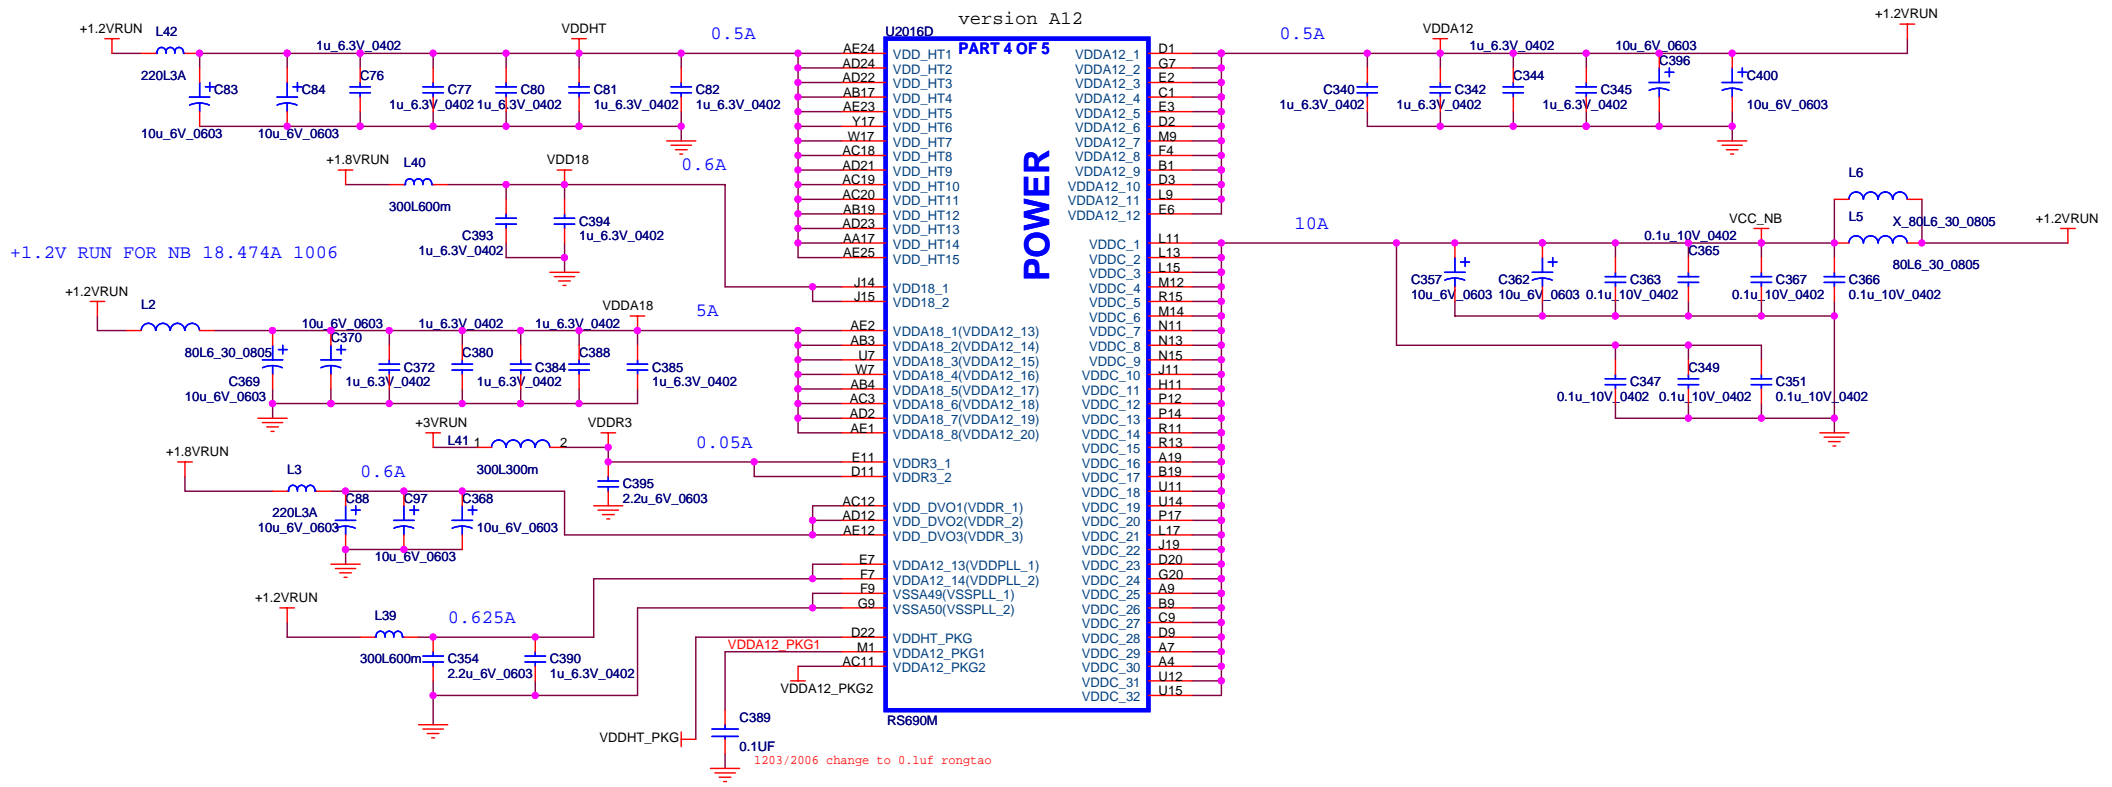 version A12
U2016D
PART 4 OF 5
POWER
RS690M
+1.2VRUN
L42
220L3A
VDDHT
0.5A
1u_6.3V_0402
C83
10u_6V_0603
C84
10u_6V_0603
C76
C77
1u_6.3V_0402
C80
1u_6.3V_0402
C81
1u_6.3V_0402
C82
1u_6.3V_0402
+1.8VRUN
L40
300L600m
VDD18
0.6A
C393
1u_6.3V_0402
C394
1u_6.3V_0402
+1.2V RUN FOR NB 18.474A 1006
+1.2VRUN
L2
80L6_30_0805
VDDA18
5A
10u_6V_0603
1u_6.3V_0402
1u_6.3V_0402
C369
10u_6V_0603
C370
C372
1u_6.3V_0402
C380
C384
1u_6.3V_0402
C388
C385
1u_6.3V_0402
+3VRUN
L41
1
2
300L300m
VDDR3
0.05A
C395
2.2u_6V_0603
+1.8VRUN
L3
220L3A
0.6A
C88
10u_6V_0603
C97
10u_6V_0603
C368
10u_6V_0603
+1.2VRUN
L39
300L600m
0.625A
C354
2.2u_6V_0603
C390
1u_6.3V_0402
VDDA12_PKG1
VDDA12_PKG2
VDDHT_PKG
C389
0.1UF
1203/2006 change to 0.1uf rongtao
AE24 VDD_HT1
AD24 VDD_HT2
AD22 VDD_HT3
AB17 VDD_HT4
AE23 VDD_HT5
Y17 VDD_HT6
W17 VDD_HT7
AC18 VDD_HT8
AD21 VDD_HT9
AC19 VDD_HT10
AC20 VDD_HT11
AB19 VDD_HT12
AD23 VDD_HT13
AA17 VDD_HT14
AE25 VDD_HT15
J14 VDD18_1
J15 VDD18_2
AE2 VDDA18_1(VDDA12_13)
AB3 VDDA18_2(VDDA12_14)
U7 VDDA18_3(VDDA12_15)
W7 VDDA18_4(VDDA12_16)
AB4 VDDA18_5(VDDA12_17)
AC3 VDDA18_6(VDDA12_18)
AD2 VDDA18_7(VDDA12_19)
AE1 VDDA18_8(VDDA12_20)
E11 VDDR3_1
D11 VDDR3_2
AC12 VDD_DVO1(VDDR_1)
AD12 VDD_DVO2(VDDR_2)
AE12 VDD_DVO3(VDDR_3)
E7 VDDA12_13(VDDPLL_1)
F7 VDDA12_14(VDDPLL_2)
F9 VSSA49(VSSPLL_1)
G9 VSSA50(VSSPLL_2)
D22 VDDHT_PKG
M1 VDDA12_PKG1
AC11 VDDA12_PKG2
VDDA12_1 D1
VDDA12_2 G7
VDDA12_3 E2
VDDA12_4 C1
VDDA12_5 E3
VDDA12_6 D2
VDDA12_7 M9
VDDA12_8 F4
VDDA12_9 B1
VDDA12_10 D3
VDDA12_11 L9
VDDA12_12 E6
VDDC_1 L11
VDDC_2 L13
VDDC_3 L15
VDDC_4 M12
VDDC_5 R15
VDDC_6 M14
VDDC_7 N11
VDDC_8 N13
VDDC_9 N15
VDDC_10 J11
VDDC_11 H11
VDDC_12 P12
VDDC_13 P14
VDDC_14 R11
VDDC_15 R13
VDDC_16 A19
VDDC_17 B19
VDDC_18 U11
VDDC_19 U14
VDDC_20 P17
VDDC_21 L17
VDDC_22 J19
VDDC_23 D20
VDDC_24 G20
VDDC_25 A9
VDDC_26 B9
VDDC_27 C9
VDDC_28 D9
VDDC_29 A7
VDDC_30 A4
VDDC_31 U12
VDDC_32 U15
0.5A
VDDA12
+1.2VRUN
1u_6.3V_0402
10u_6V_0603
C340
1u_6.3V_0402
C342
1u_6.3V_0402
C344
C345
1u_6.3V_0402
C396
C400
10u_6V_0603
10A
VCC_NB
L6
X_80L6_30_0805
L5
80L6_30_0805
+1.2VRUN
0.1u_10V_0402
C357
10u_6V_0603
C362
10u_6V_0603
C363
0.1u_10V_0402
C365
C367
0.1u_10V_0402
C366
0.1u_10V_0402
C347
0.1u_10V_0402
C349
0.1u_10V_0402
C351
0.1u_10V_0402